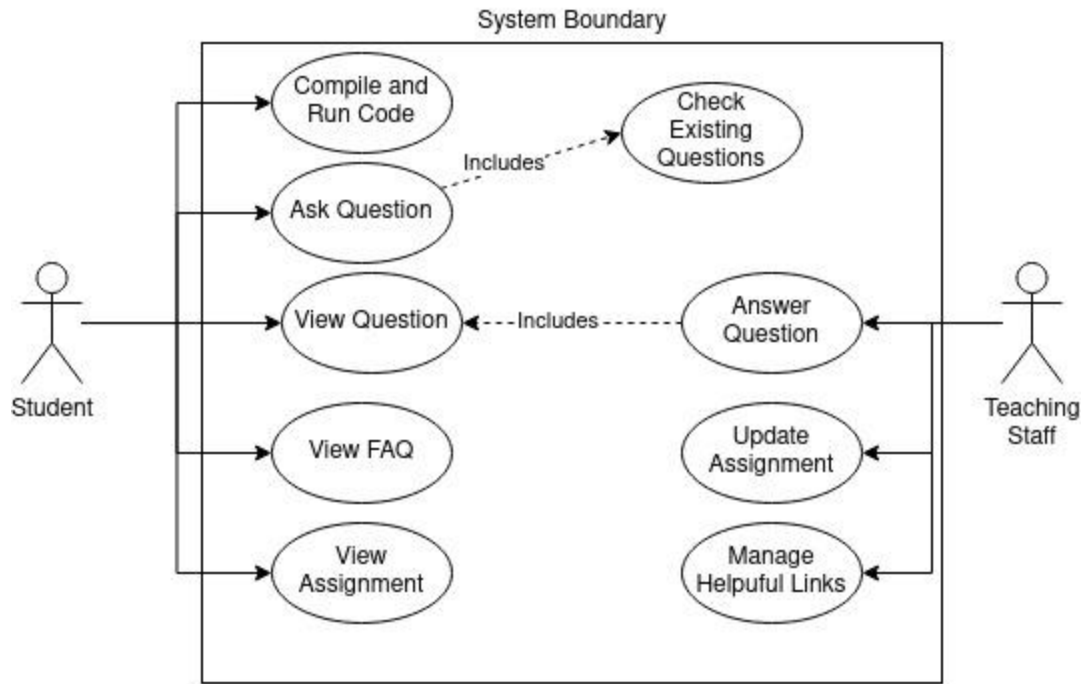 System Boundary
Compile and
Run Code
Check
Existing
Questions
Includes
Ask Question
View Question
Includes
Answer
Question
Student
Teaching
Staff
View FAQ
Update
Assignment
View
Assignment
Manage
Helpuful Links